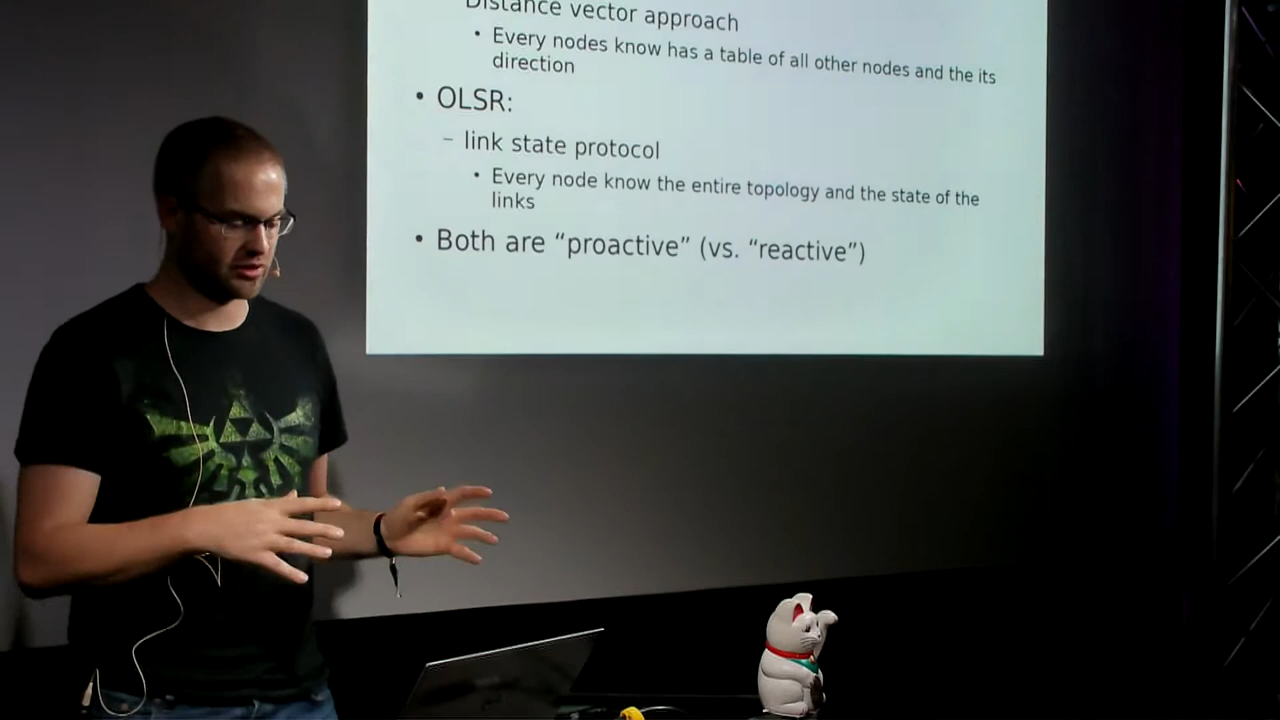 Distance vector approach
• Every nodes know has a table of all other nodes and the its
direction
• OLSR:
– link state protocol
• Every node know the entire topology and the state of the
links
• Both are “proactive” (vs. “reactive”)